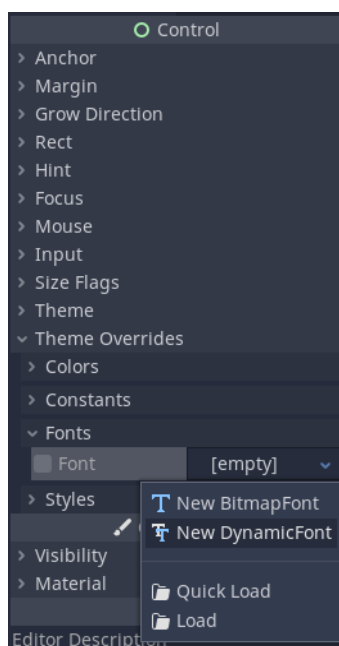 Control
Anchor
Margin
Grow Direction
Rect
Hint
Focus
Mouse
Input
Size Flags
Theme
Theme Overrides
Colors
Constants
Fonts
Font [empty]
Styles
New BitmapFont
New DynamicFont
Visibility
Material
Quick Load
Load
Editor Description